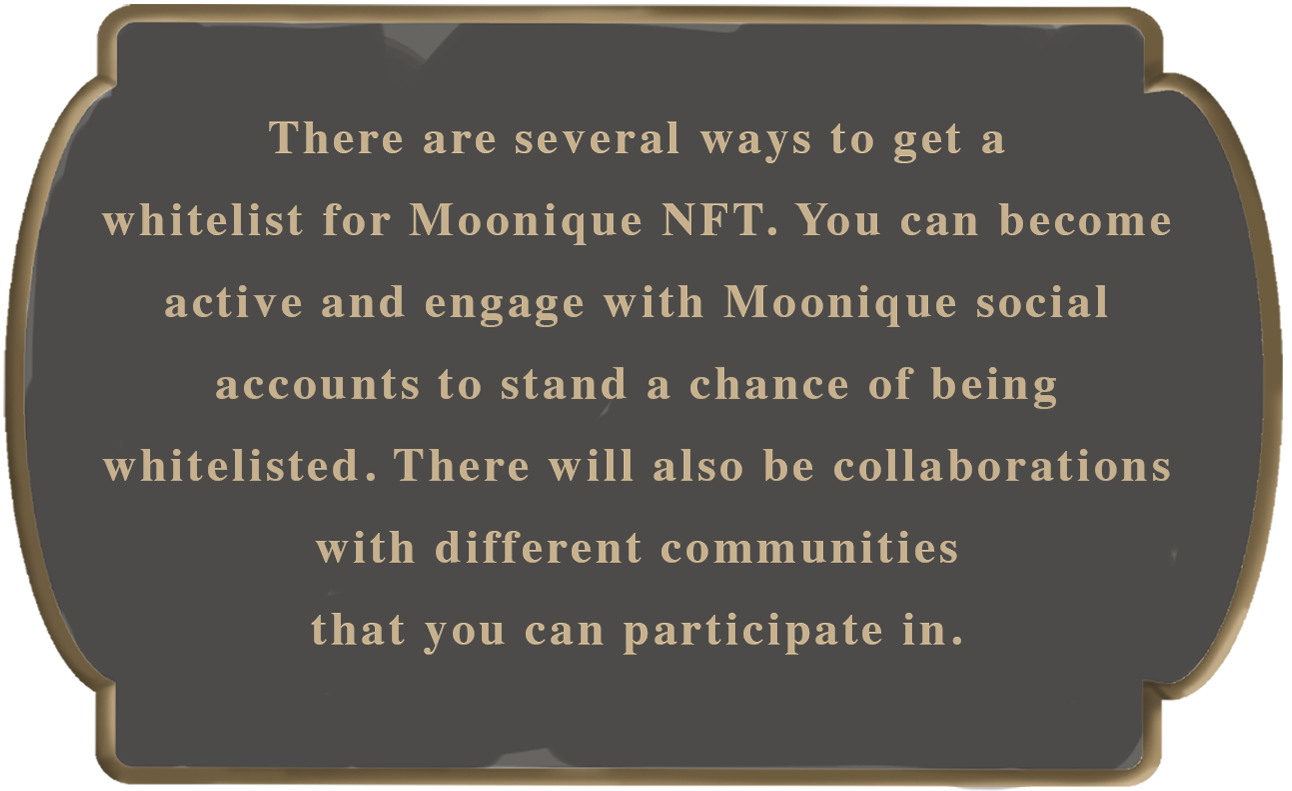 There are several ways to get a
whitelist for Moonique NFT. You can become
active and engage with Moonique social
accounts to stand a chance of being
whitelisted. There will also be collaborations
with different communities
that you can participate in.